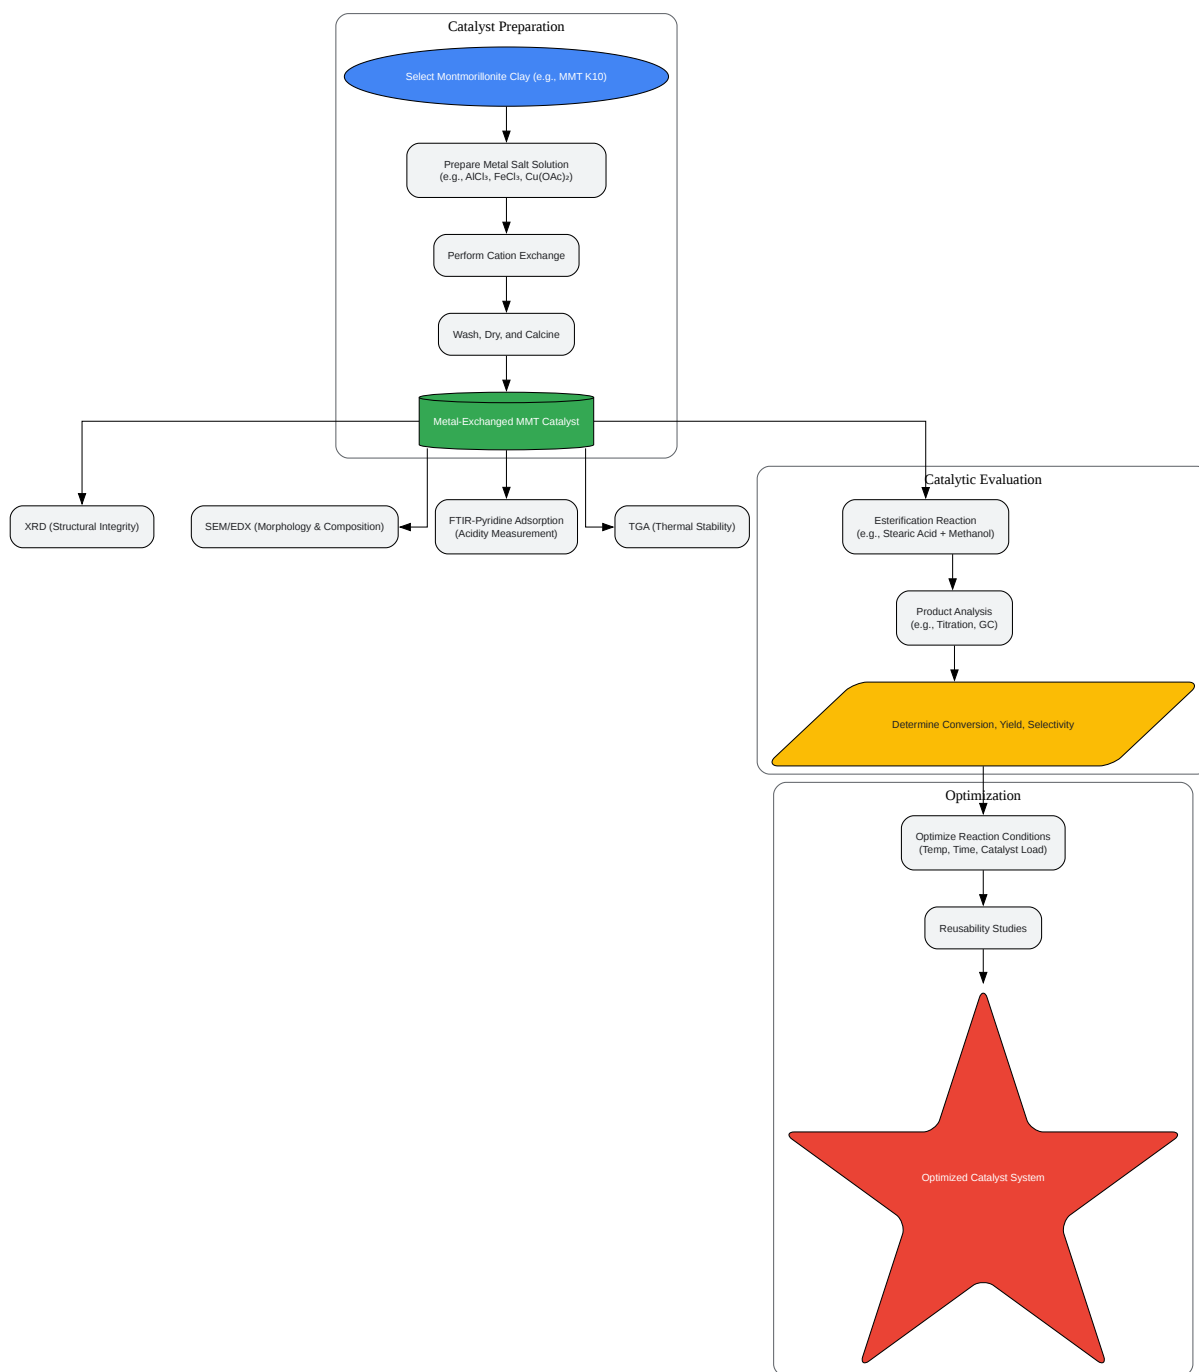 Catalyst Preparation
Select Montmorillonite Clay (e.g., MMT K10)
Prepare Metal Salt Solution
(e.g., AlCl₃, FeCl₃, Cu(OAc)₂)
Perform Cation Exchange
Wash, Dry, and Calcine
Metal-Exchanged MMT Catalyst
XRD (Structural Integrity)
SEM/EDX (Morphology & Composition)
FTIR-Pyridine Adsorption
(Acidity Measurement)
TGA (Thermal Stability)
Catalytic Evaluation
Esterification Reaction
(e.g., Stearic Acid + Methanol)
Product Analysis
(e.g., Titration, GC)
Determine Conversion, Yield, Selectivity
Optimization
Optimize Reaction Conditions
(Temp, Time, Catalyst Load)
Reusability Studies
Optimized Catalyst System